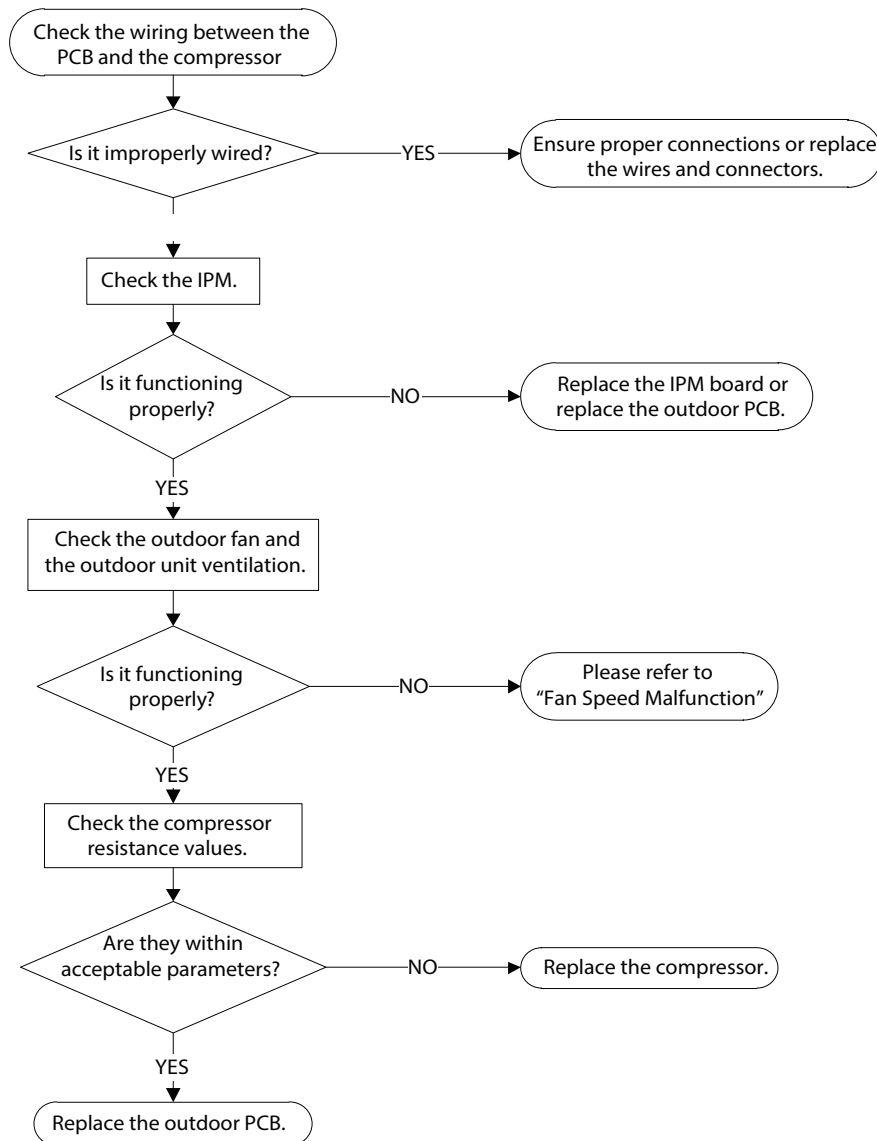 Check the wiring between the
PCB and the compressor
Is it improperly wired?
YES
Ensure proper connections or replace
the wires and connectors.
Check the IPM.
Is it functioning
properly?
NO
Replace the IPM board or
replace the outdoor PCB.
YES
Check the outdoor fan and
the outdoor unit ventilation.
Is it functioning
properly?
NO
Please refer to
“Fan Speed Malfunction”
YES
Check the compressor
resistance values.
Are they within
acceptable parameters?
NO
Replace the compressor.
YES
Replace the outdoor PCB.